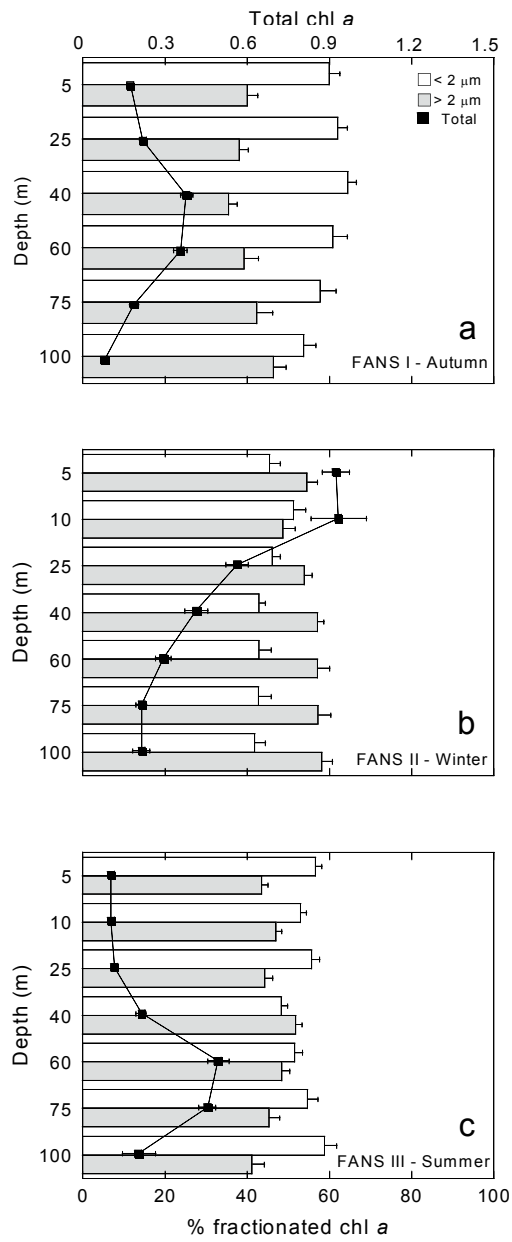 Total chl a
0 0.3 0.6 0.9 1.2 1.5
< 2 μm
> 2 μm
Total
Depth (m)
5
25
40
60
75
100
a
FANS I - Autumn
Depth (m)
5
10
25
40
60
75
100
b
FANS II - Winter
Depth (m)
5
10
25
40
60
75
100
c
FANS III - Summer
0 20 40 60 80 100
% fractionated chl a